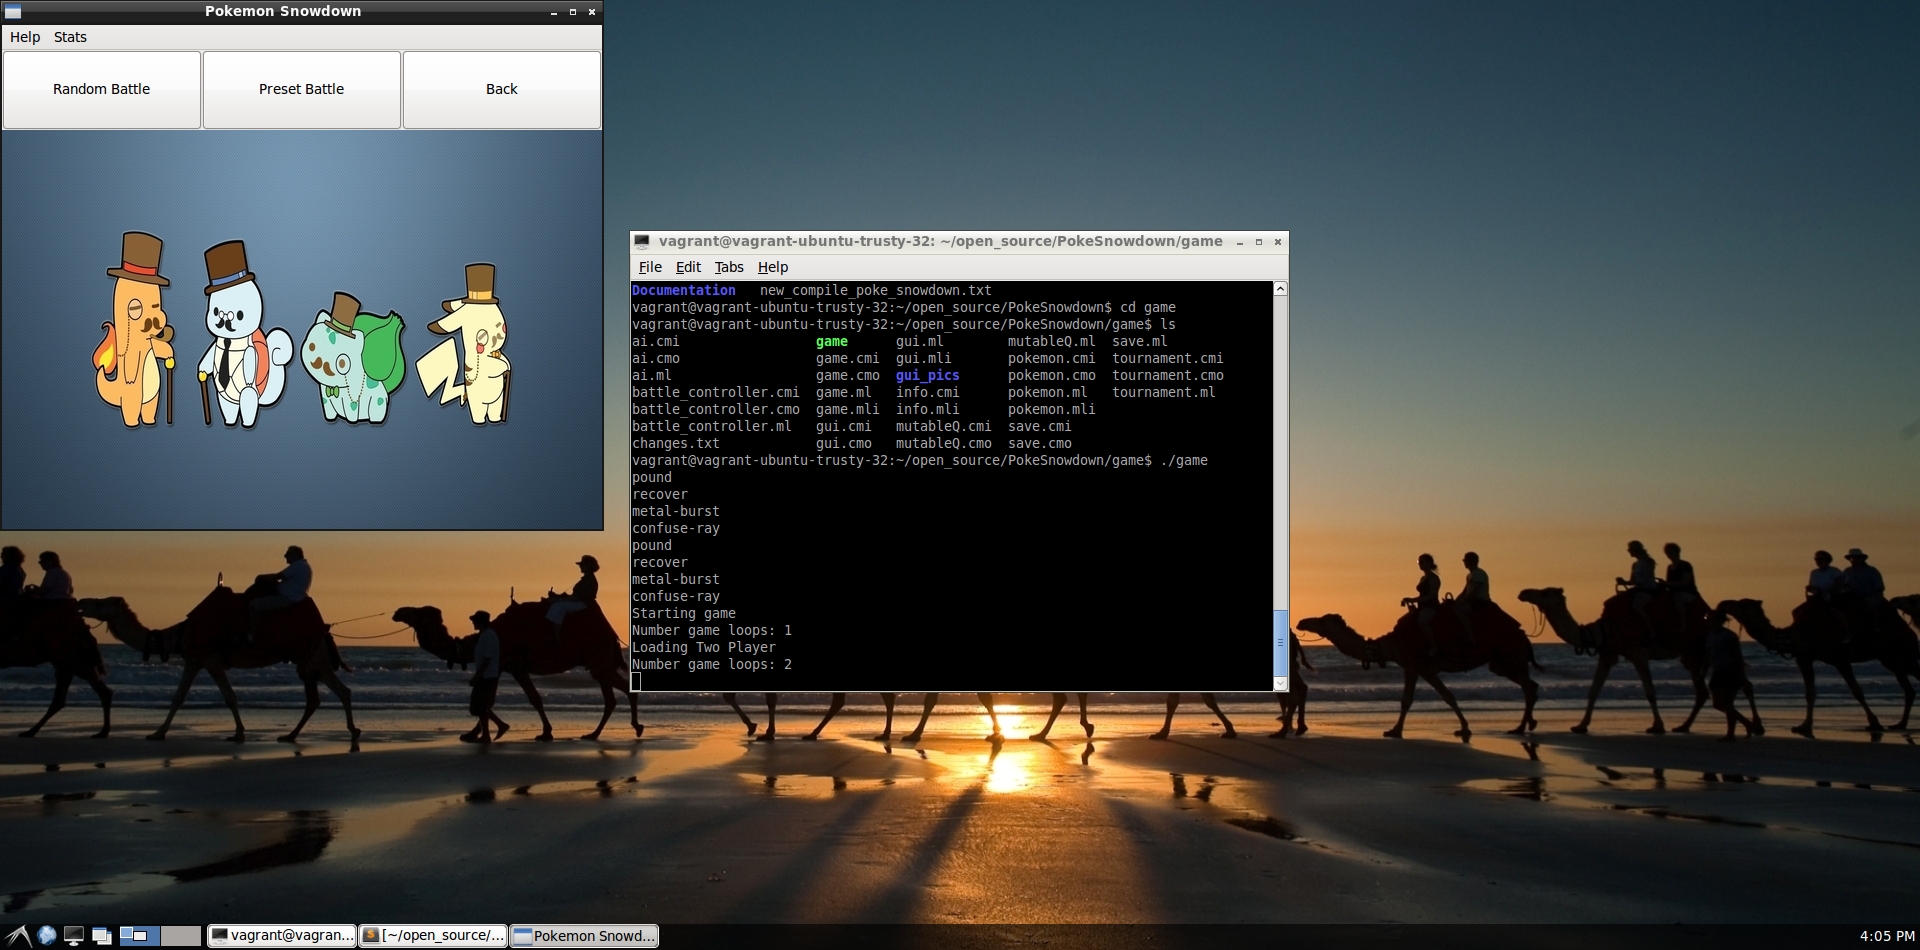 Pokemon Snowdown
Help Stats
Random Battle Preset Battle Back
vagrant@vagrant-ubuntu-trusty-32: ~/open_source/PokeSnowdown/game
File Edit Tabs Help
Documentation new_compile_poke_snowdown.txt
vagrant@vagrant-ubuntu-trusty-32:~/open_source/PokeSnowdown$ cd game
vagrant@vagrant-ubuntu-trusty-32:~/open_source/PokeSnowdown/game$ ls
ai.cmi game gui.ml mutableQ.ml save.ml
ai.cmo game.cmi gui.mli pokemon.cmi tournament.cmi
ai.ml game.cmo gui_pics pokemon.cmo tournament.cmo
battle_controller.cmi game.ml info.cmi pokemon.ml tournament.ml
battle_controller.cmo game.mli info.mli pokemon.mli
battle_controller.ml gui.cmi mutableQ.cmi save.cmi
changes.txt gui.cmo mutableQ.cmo save.cmo
vagrant@vagrant-ubuntu-trusty-32:~/open_source/PokeSnowdown/game$ ./game
pound
recover
metal-burst
confuse-ray
pound
recover
metal-burst
confuse-ray
Starting game
Number game loops: 1
Loading Two Player
Number game loops: 2
vagrant@vagran... [~/open_source/... Pokemon Snowd... 4:05 PM